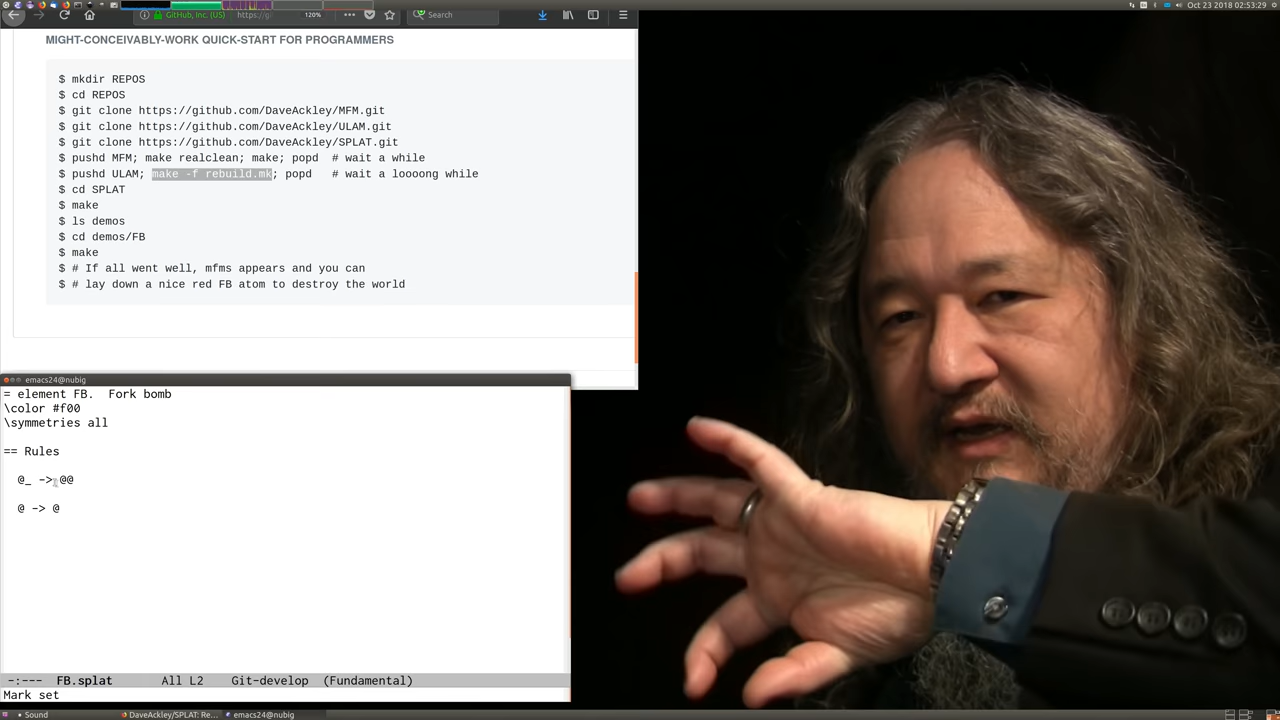 Oct 23 2018 02:53:29
GitHub, Inc. (US)
https://g
120%
Search
MIGHT-CONCEIVABLY-WORK QUICK-START FOR PROGRAMMERS
$ mkdir REPOS
$ cd REPOS
$ git clone https://github.com/DaveAckley/MFM.git
$ git clone https://github.com/DaveAckley/ULAM.git
$ git clone https://github.com/DaveAckley/SPLAT.git
$ pushd MFM; make realclean; make; popd # wait a while
$ pushd ULAM; make -f rebuild.mk; popd # wait a loooong while
$ cd SPLAT
$ make
$ ls demos
$ cd demos/FB
$ make
$ # If all went well, mfms appears and you can
$ # lay down a nice red FB atom to destroy the world
emacs24@nubig
= element FB. Fork bomb
\color #f00
\symmetries all
== Rules
@_ -> @@
@ -> @
-:--- FB.splat All L2 Git-develop (Fundamental)
Mark set
Sound
DaveAckley/SPLAT: Re...
emacs24@nubig